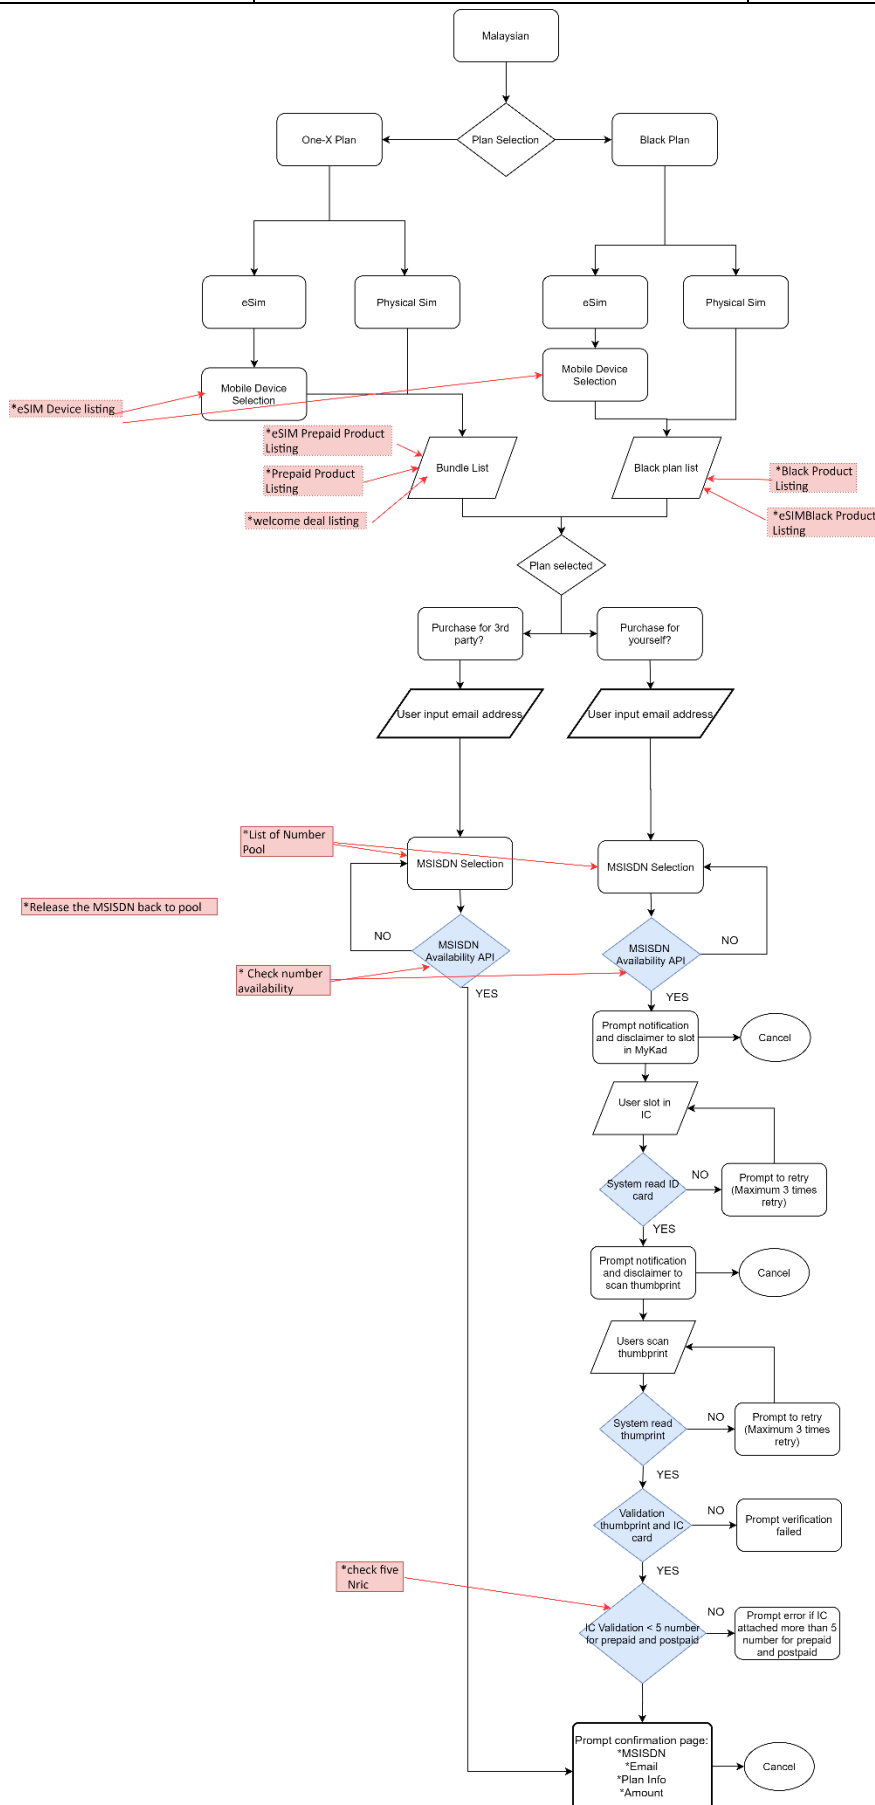 Malaysian
One-X Plan
Plan Selection
Black Plan
eSim
Physical Sim
eSim
Physical Sim
Mobile Device
Selection
Mobile Device
Selection
*eSIM Device listing
*eSIM Prepaid Product
Listing
*Prepaid Product
Listing
*welcome deal listing
Bundle List
Black plan list
*Black Product
Listing
*eSIMBlack Product
Listing
Plan selected
Purchase for 3rd
party?
Purchase for
yourself?
User input email address
User input email address
*List of Number
Pool
MSISDN Selection
MSISDN Selection
*Release the MSISDN back to pool
NO
MSISDN
Availability API
MSISDN
Availability API
NO
* Check number
availability
YES
YES
Prompt notification
and disclaimer to slot
in MyKad
Cancel
User slot in
IC
System read ID
card
NO
Prompt to retry
(Maximum 3 times
retry)
YES
Prompt notification
and disclaimer to
scan thumbprint
Cancel
Users scan
thumbprint
System read
thumprint
NO
Prompt to retry
(Maximum 3 times
retry)
YES
Validation
thumbprint and IC
card
NO
Prompt verification
failed
YES
*check five
Nric
IC Validation < 5 number
for prepaid and postpaid
NO
Prompt error if IC
attached more than 5
number for prepaid
and postpaid
Prompt confirmation page:
*MSISDN
*Email
*Plan Info
*Amount
Cancel